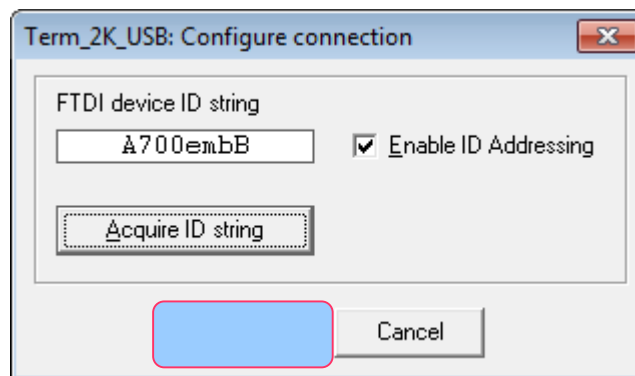 Term_2K_USB: Configure connection
FTDI device ID string
A700embB
Enable ID Addressing
Acquire ID string
Cancel